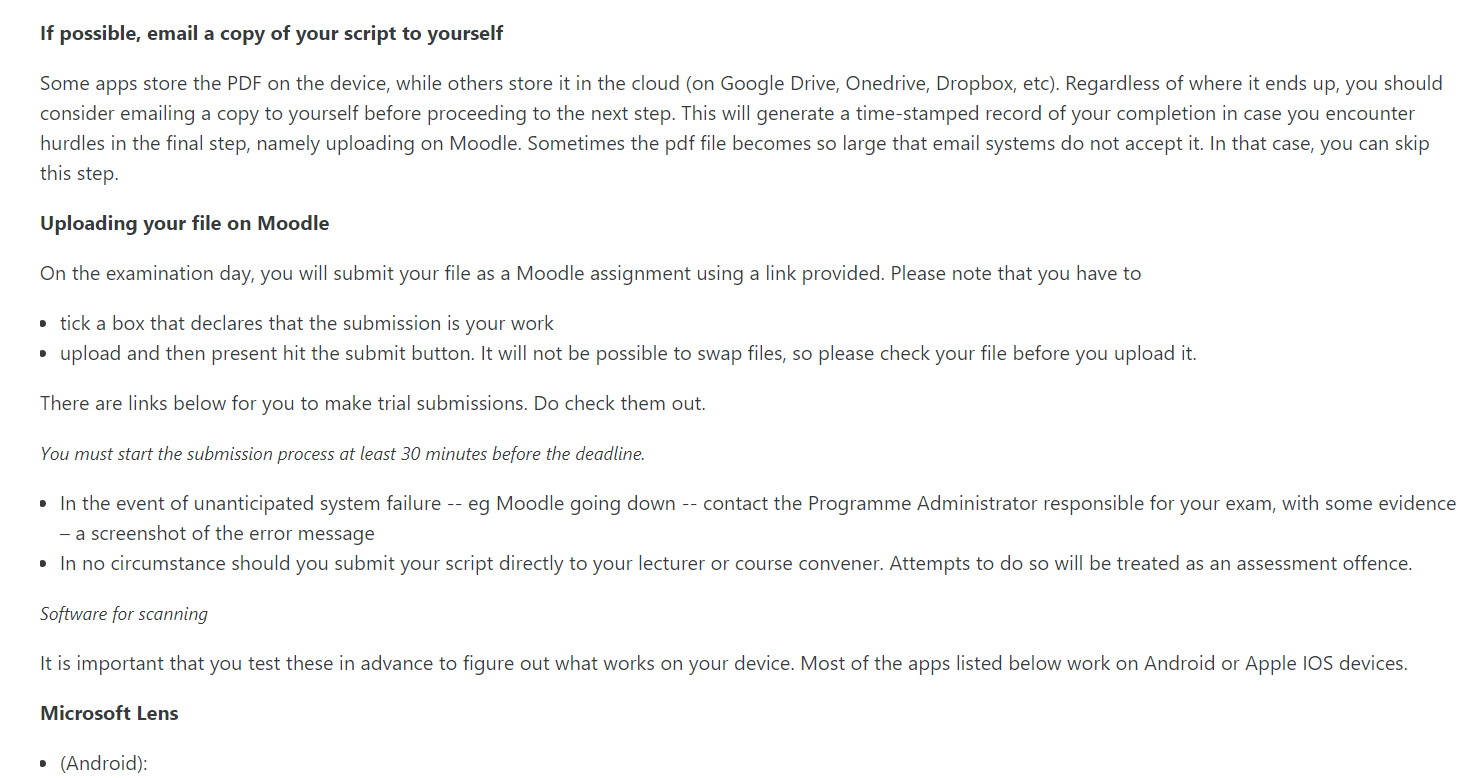 If possible, email a copy of your script to yourself
Some apps store the PDF on the device, while others store it in the cloud (on Google Drive, Onedrive, Dropbox, etc). Regardless of where it ends up, you should
consider emailing a copy to yourself before proceeding to the next step. This will generate a time-stamped record of your completion in case you encounter
hurdles in the final step, namely uploading on Moodle. Sometimes the pdf file becomes so large that email systems do not accept it. In that case, you can skip
this step.
Uploading your file on Moodle
On the examination day, you will submit your file as a Moodle assignment using a link provided. Please note that you have to
• tick a box that declares that the submission is your work
• upload and then present hit the submit button. It will not be possible to swap files, so please check your file before you upload it.
There are links below for you to make trial submissions. Do check them out.
You must start the submission process at least 30 minutes before the deadline.
• In the event of unanticipated system failure -- eg Moodle going down -- contact the Programme Administrator responsible for your exam, with some evidence
– a screenshot of the error message
• In no circumstance should you submit your script directly to your lecturer or course convener. Attempts to do so will be treated as an assessment offence.
Software for scanning
It is important that you test these in advance to figure out what works on your device. Most of the apps listed below work on Android or Apple IOS devices.
Microsoft Lens
• (Android):